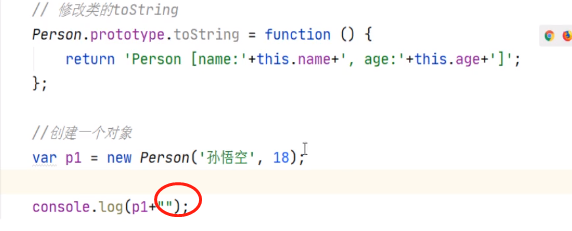 // 修改类的toString
Person.prototype.toString = function () {
return 'Person [name:'+this.name+', age:'+this.age+']';
};
//创建一个对象
var p1 = new Person('孙悟空', 18);
console.log(p1+"");